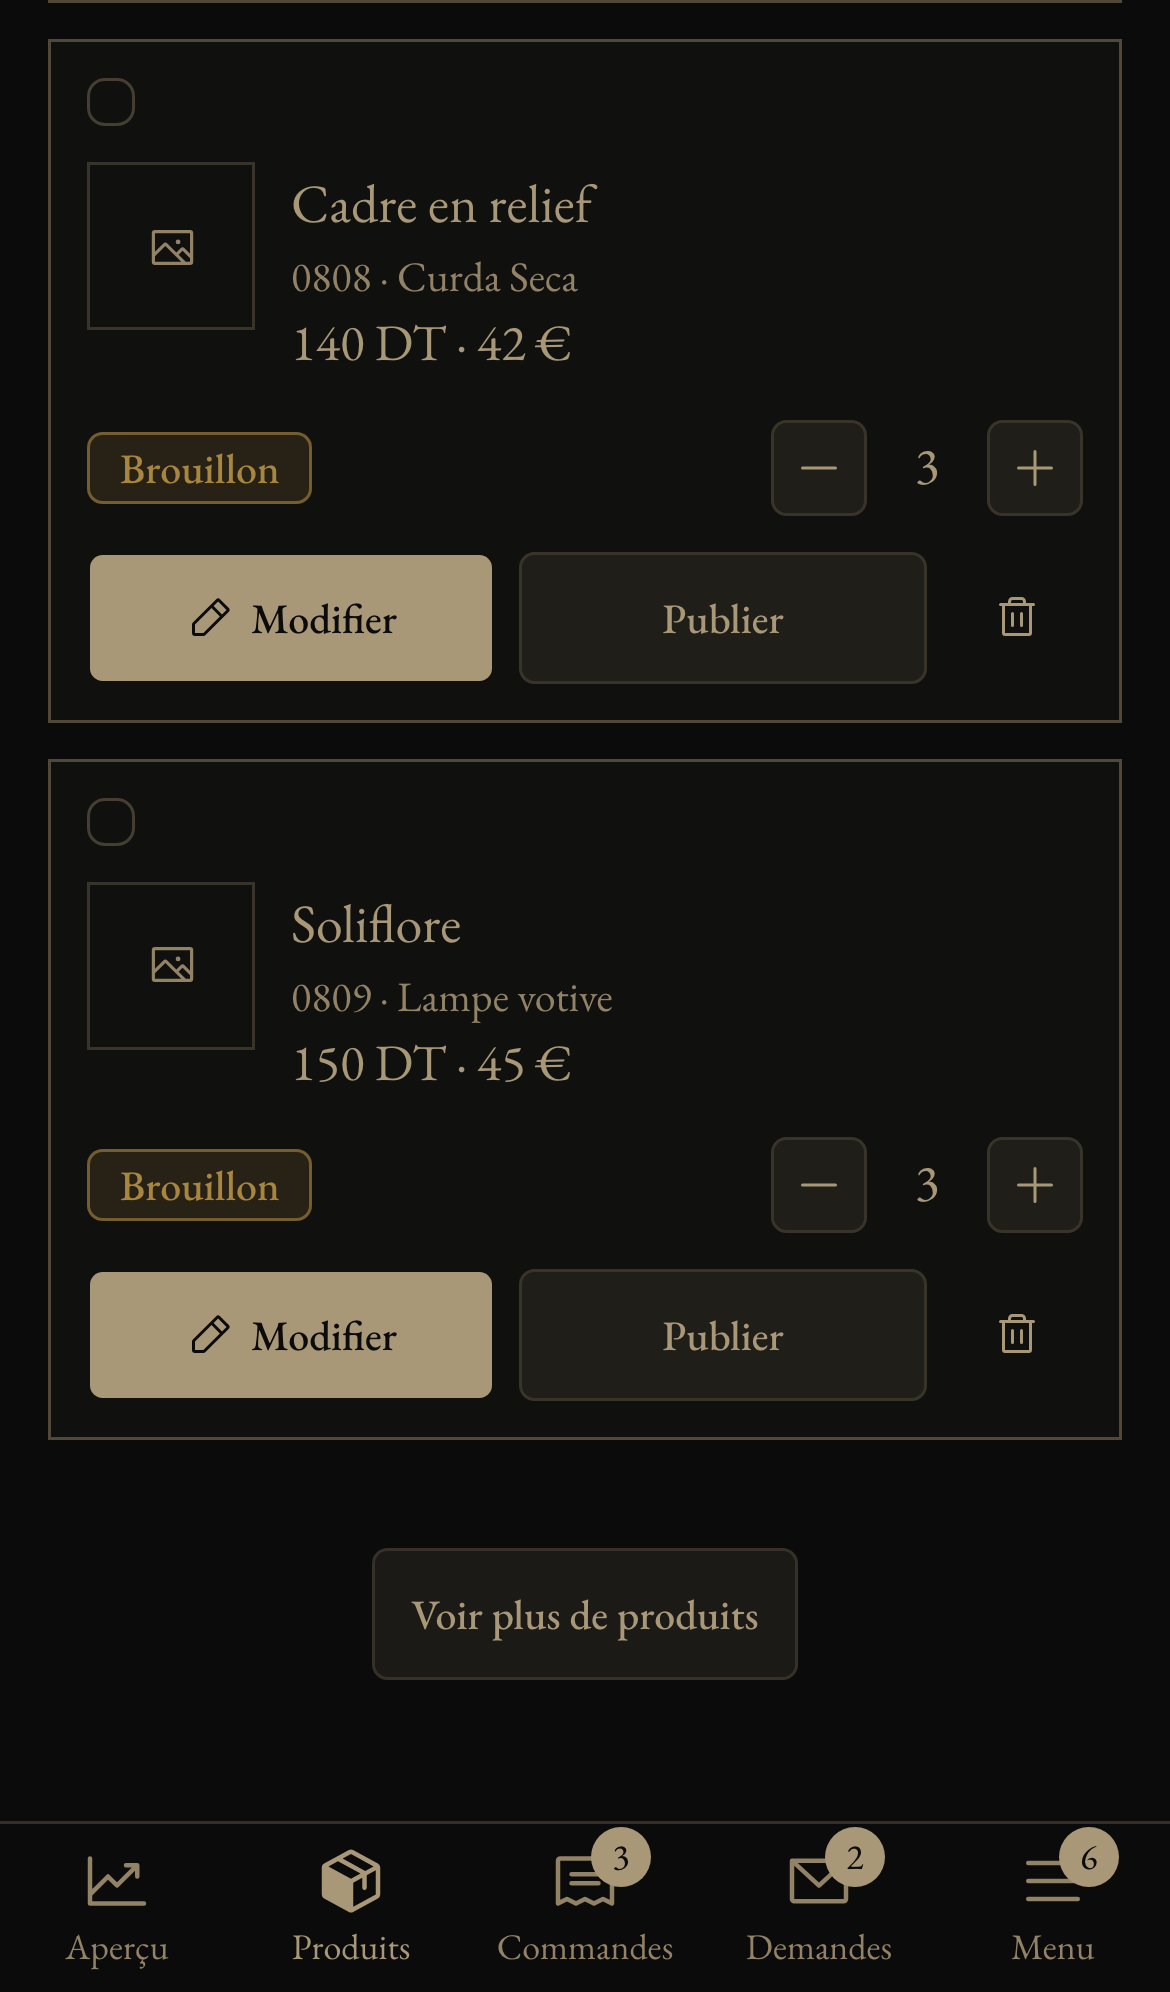 Cadre en relief
0808 · Curda Seca
140 DT · 42 €
Brouillon
3
Modifier
Publier
Soliflore
0809 · Lampe votive
150 DT · 45 €
Brouillon
3
Modifier
Publier
Voir plus de produits
3
2
6
Aperçu
Produits
Commandes
Demandes
Menu